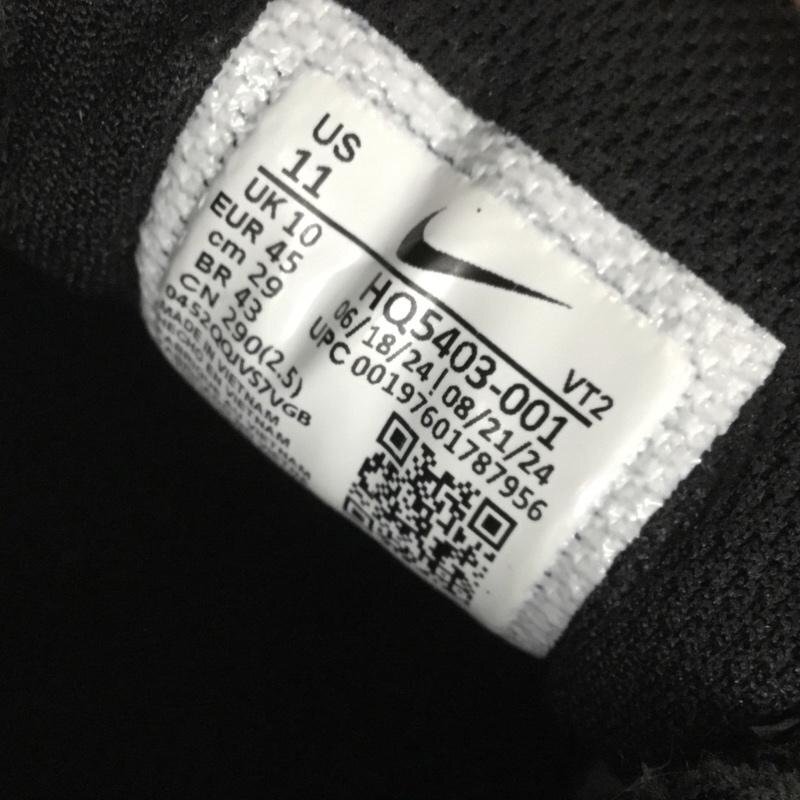 US
11
UK 10
EUR 45
cm 29
BR 43
CN 290(2.5)
0452QQJVS7VGB
MADE IN VIETNAM
VT2
HQ5403-001
06/18/24|08/21/24
UPC 00197601787956